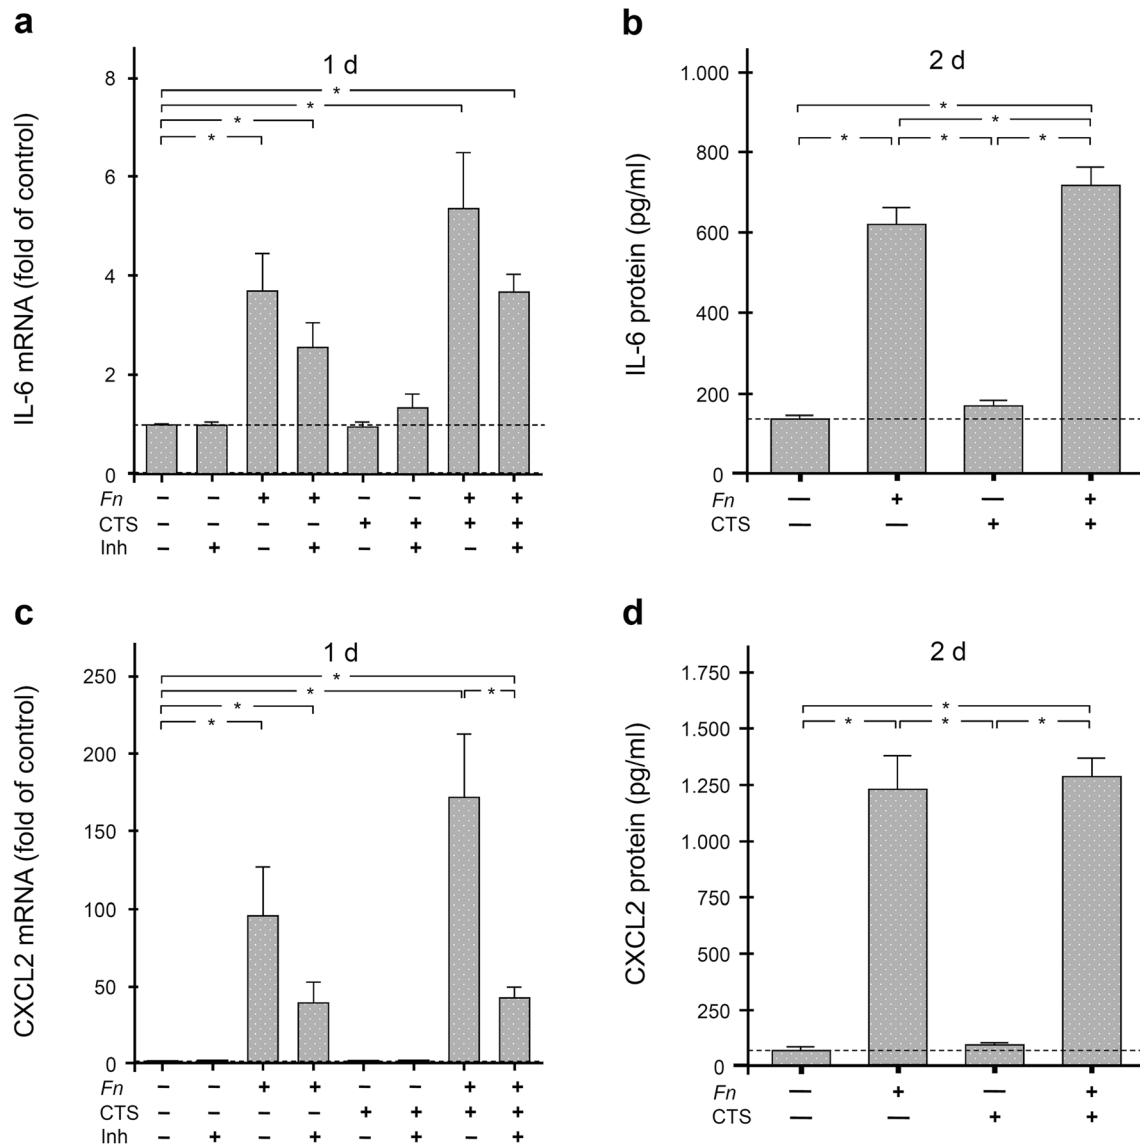 a
1 d
IL-6 mRNA (fold of control)
8
6
4
2
0
* 
*
*
*
Fn – – + + – – + +
CTS – – – – + + + +
Inh – + – + – + – +
b
2 d
IL-6 protein (pg/ml)
1.000
800
600
400
200
0
*
*
* * *
Fn — + — +
CTS — — + +
c
1 d
CXCL2 mRNA (fold of control)
250
200
150
100
50
0
*
* *
*
*
Fn – – + + – – + +
CTS – – – – + + + +
Inh – + – + – + – +
d
2 d
CXCL2 protein (pg/ml)
1.750
1.500
1.250
1.000
750
500
250
0
*
* * *
Fn — + — +
CTS — — + +